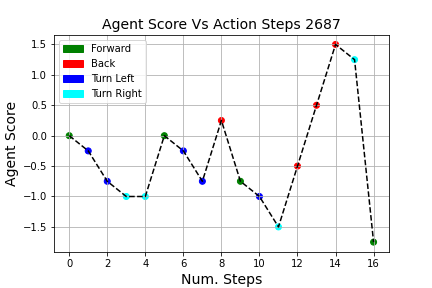 Agent Score Vs Action Steps 2687
Forward
Back
Turn Left
Turn Right
1.5
1.0
0.5
0.0
−0.5
−1.0
−1.5
Agent Score
0 2 4 6 8 10 12 14 16
Num. Steps